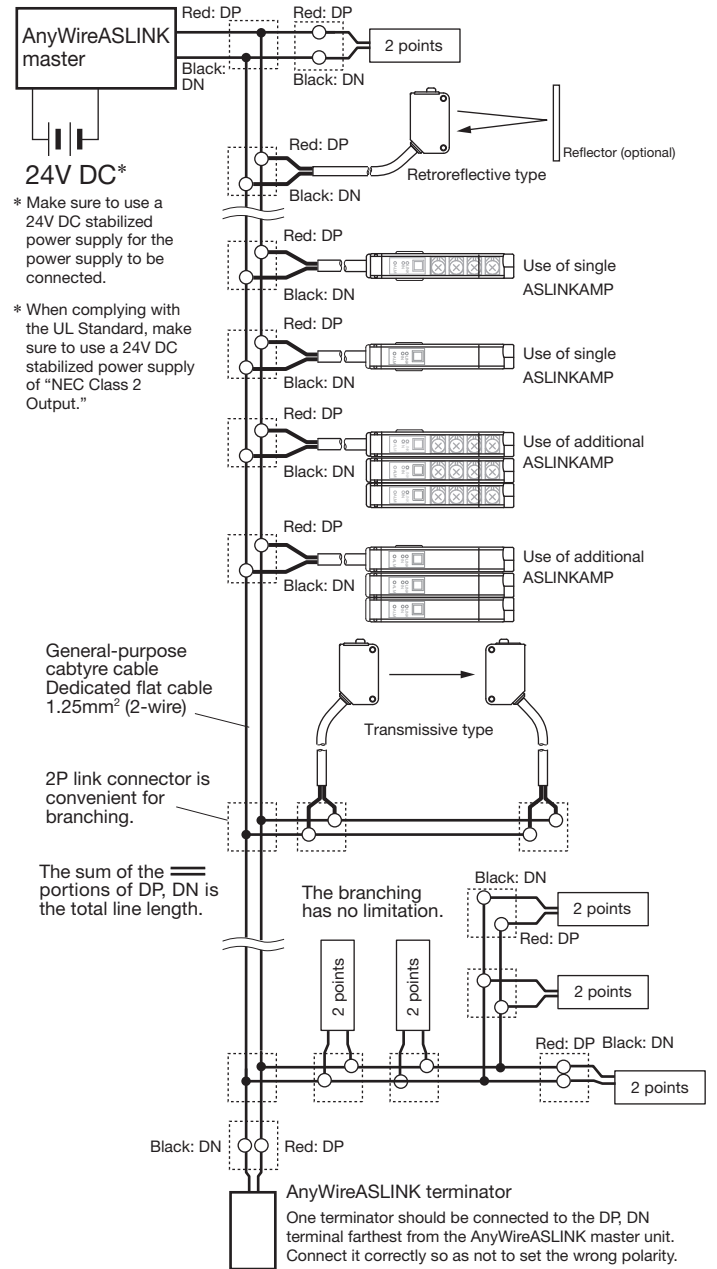 Red: DP
Red: DP
AnyWireASLINK
master
2 points
Black:
DN
Black: DN
24V DC*
* Make sure to use a
24V DC stabilized
power supply for the
power supply to be
connected.
* When complying with
the UL Standard, make
sure to use a 24V DC
stabilized power supply
of “NEC Class 2
Output.”
Red: DP
Reflector (optional)
Retroreflective type
Black: DN
Red: DP
Use of single
ASLINKAMP
Black: DN
Red: DP
Use of single
ASLINKAMP
Black: DN
Red: DP
Use of additional
ASLINKAMP
Black: DN
Red: DP
Use of additional
ASLINKAMP
Black: DN
General-purpose
cabtyre cable
Dedicated flat cable
1.25mm² (2-wire)
Transmissive type
2P link connector is
convenient for
branching.
The sum of the
portions of DP, DN is
the total line length.
The branching
has no limitation.
Black: DN
2 points
Red: DP
2 points
2 points
2 points
Red: DP Black: DN
2 points
Black: DN
Red: DP
AnyWireASLINK terminator
One terminator should be connected to the DP, DN
terminal farthest from the AnyWireASLINK master unit.
Connect it correctly so as not to set the wrong polarity.